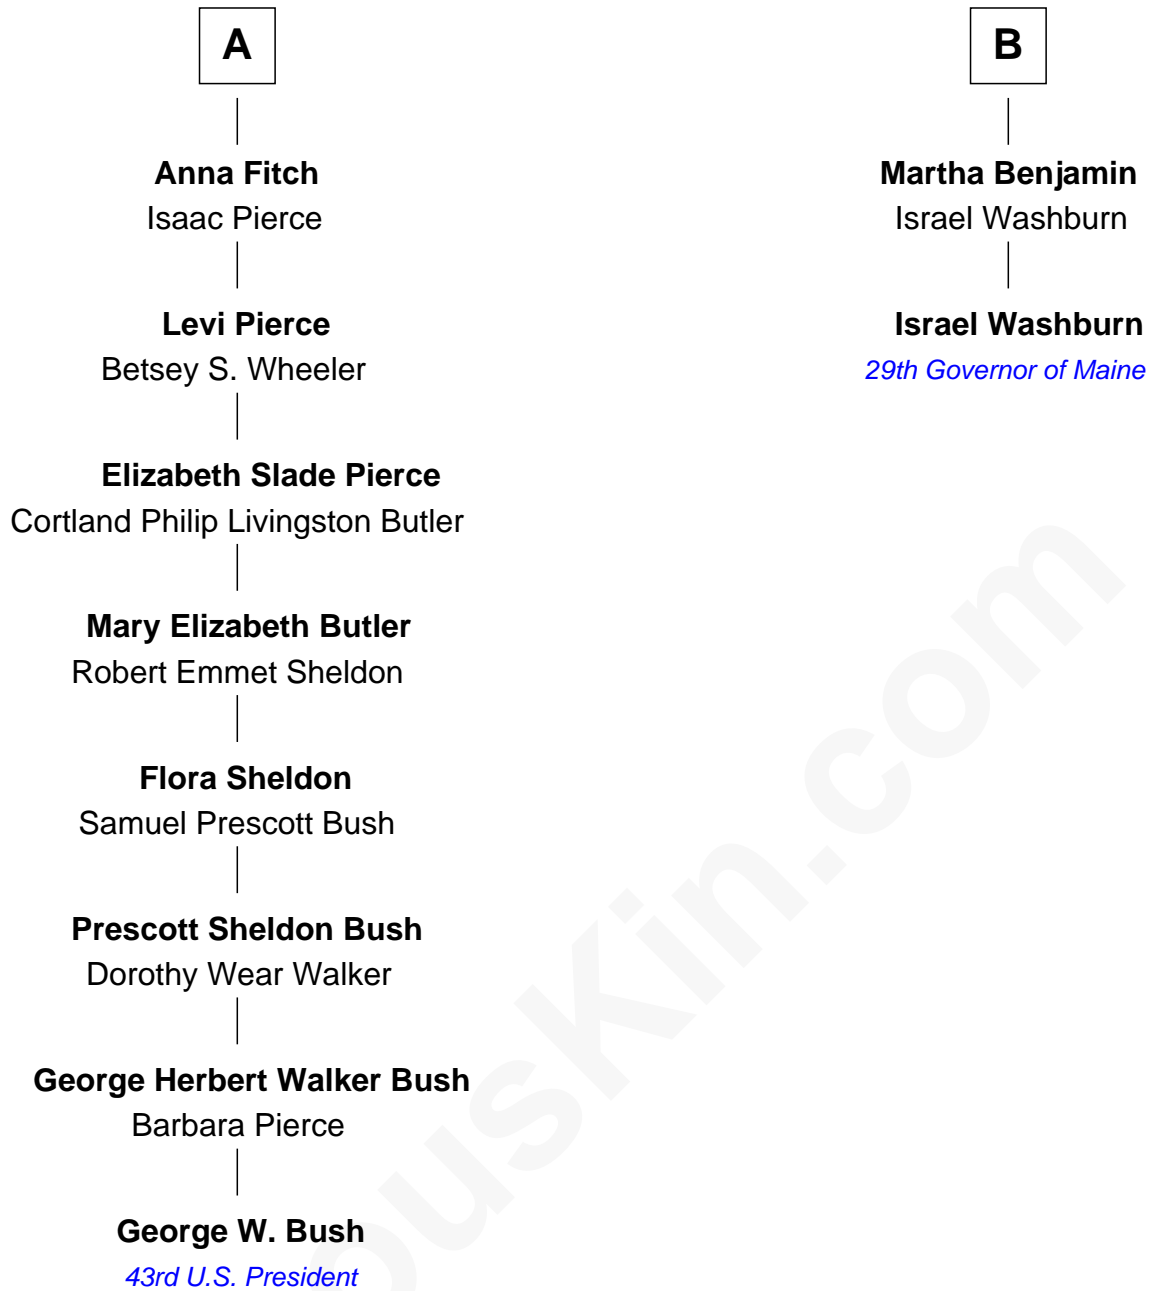 A
Anna Fitch
Isaac Pierce
Levi Pierce
Betsey S. Wheeler
Elizabeth Slade Pierce
Cortland Philip Livingston Butler
Mary Elizabeth Butler
Robert Emmet Sheldon
Flora Sheldon
Samuel Prescott Bush
Prescott Sheldon Bush
Dorothy Wear Walker
George Herbert Walker Bush
Barbara Pierce
George W. Bush
43rd U.S. President
B
Martha Benjamin
Israel Washburn
Israel Washburn
29th Governor of Maine
ousKin.com